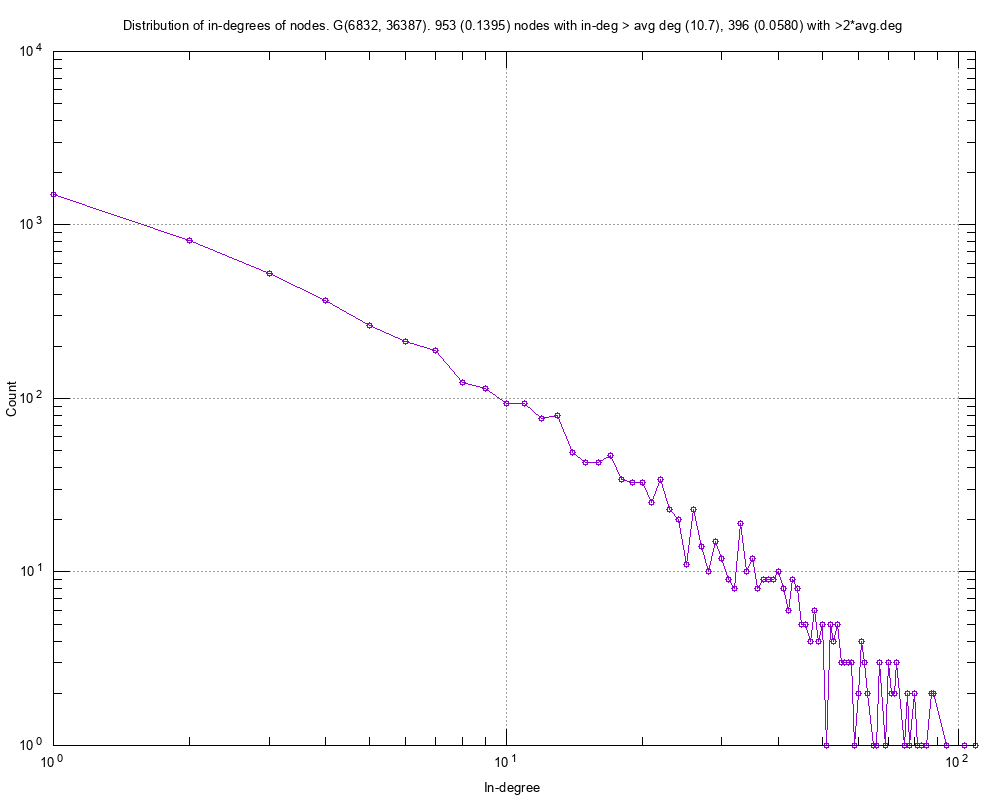 Distribution of in-degrees of nodes. G(6832, 36387). 953 (0.1395) nodes with in-deg > avg deg (10.7), 396 (0.0580) with >2*avg.deg
10^4
10^3
10^2
10^1
10^0
Count
10^0 10^1 10^2
In-degree